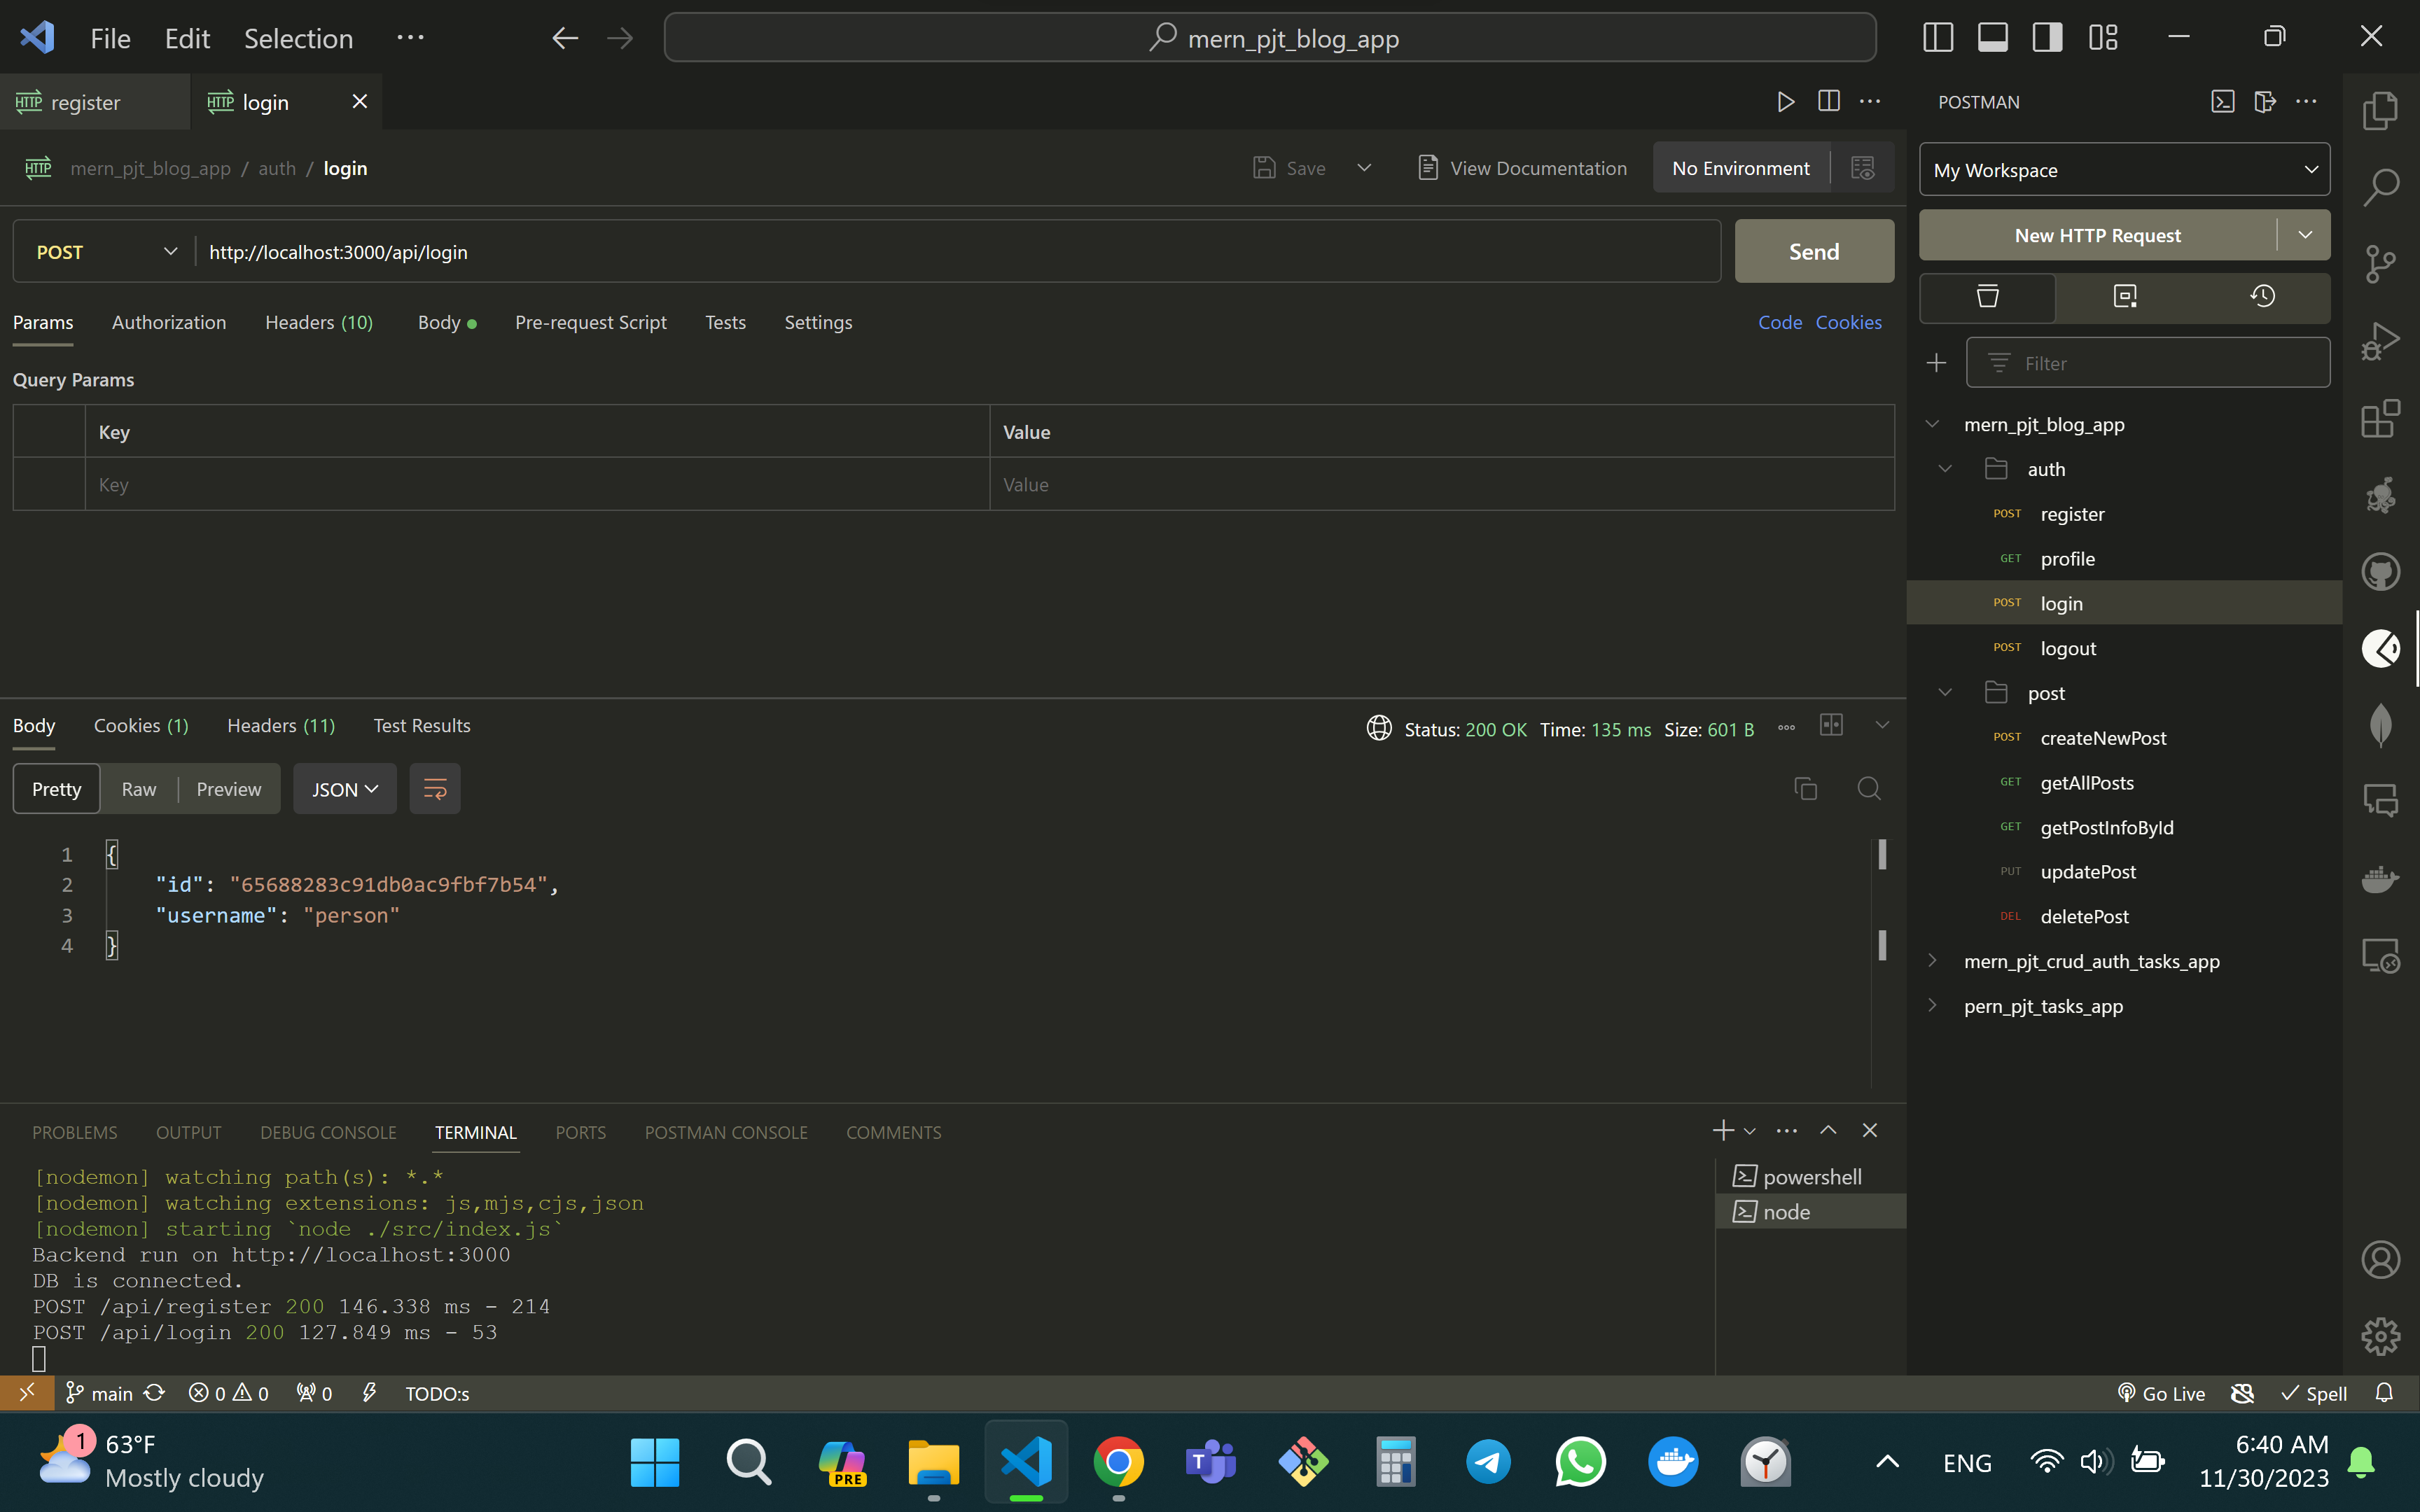 File Edit Selection ··· mern_pjt_blog_app
HTTP register HTTP login
POSTMAN
HTTP mern_pjt_blog_app / auth / login Save View Documentation No Environment
My Workspace
New HTTP Request
POST http://localhost:3000/api/login Send
Params Authorization Headers (10) Body Pre-request Script Tests Settings Code Cookies
Filter
Query Params
Key Value
Key Value
mern_pjt_blog_app
auth
POST register
GET profile
POST login
POST logout
post
POST createNewPost
GET getAllPosts
GET getPostInfoById
PUT updatePost
DEL deletePost
mern_pjt_crud_auth_tasks_app
pern_pjt_tasks_app
Body Cookies (1) Headers (11) Test Results Status: 200 OK Time: 135 ms Size: 601 B
Pretty Raw Preview JSON
1 {
2 "id": "65688283c91db0ac9fbf7b54",
3 "username": "person"
4 }
PROBLEMS OUTPUT DEBUG CONSOLE TERMINAL PORTS POSTMAN CONSOLE COMMENTS
[nodemon] watching path(s): *.*
[nodemon] watching extensions: js,mjs,cjs,json
[nodemon] starting `node ./src/index.js`
Backend run on http://localhost:3000
DB is connected.
POST /api/register 200 146.338 ms - 214
POST /api/login 200 127.849 ms - 53
powershell
node
main 0 0 0 TODO:s Go Live Spell
1 63°F
Mostly cloudy
PRE
T
ENG
6:40 AM
11/30/2023